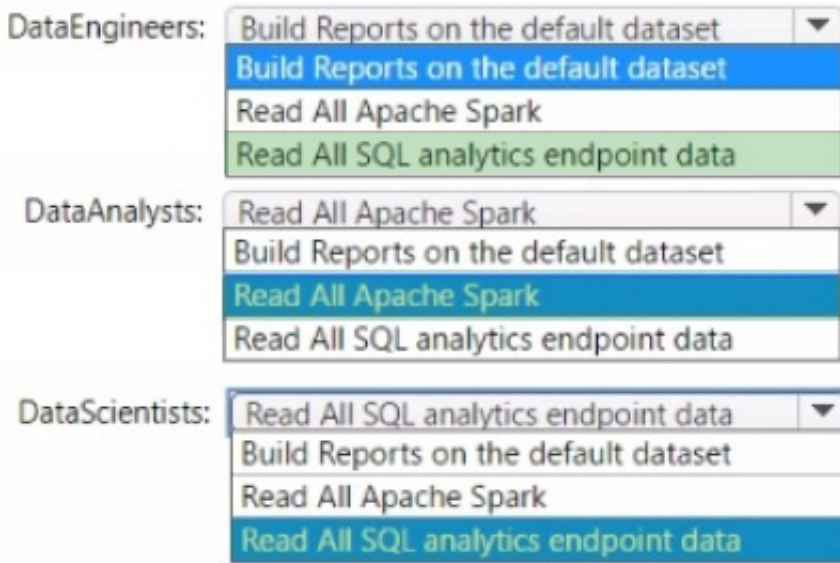 DataEngineers: Build Reports on the default dataset
Build Reports on the default dataset
Read All Apache Spark
Read All SQL analytics endpoint data
DataAnalysts: Read All Apache Spark
Build Reports on the default dataset
Read All Apache Spark
Read All SQL analytics endpoint data
DataScientists: Read All SQL analytics endpoint data
Build Reports on the default dataset
Read All Apache Spark
Read All SQL analytics endpoint data